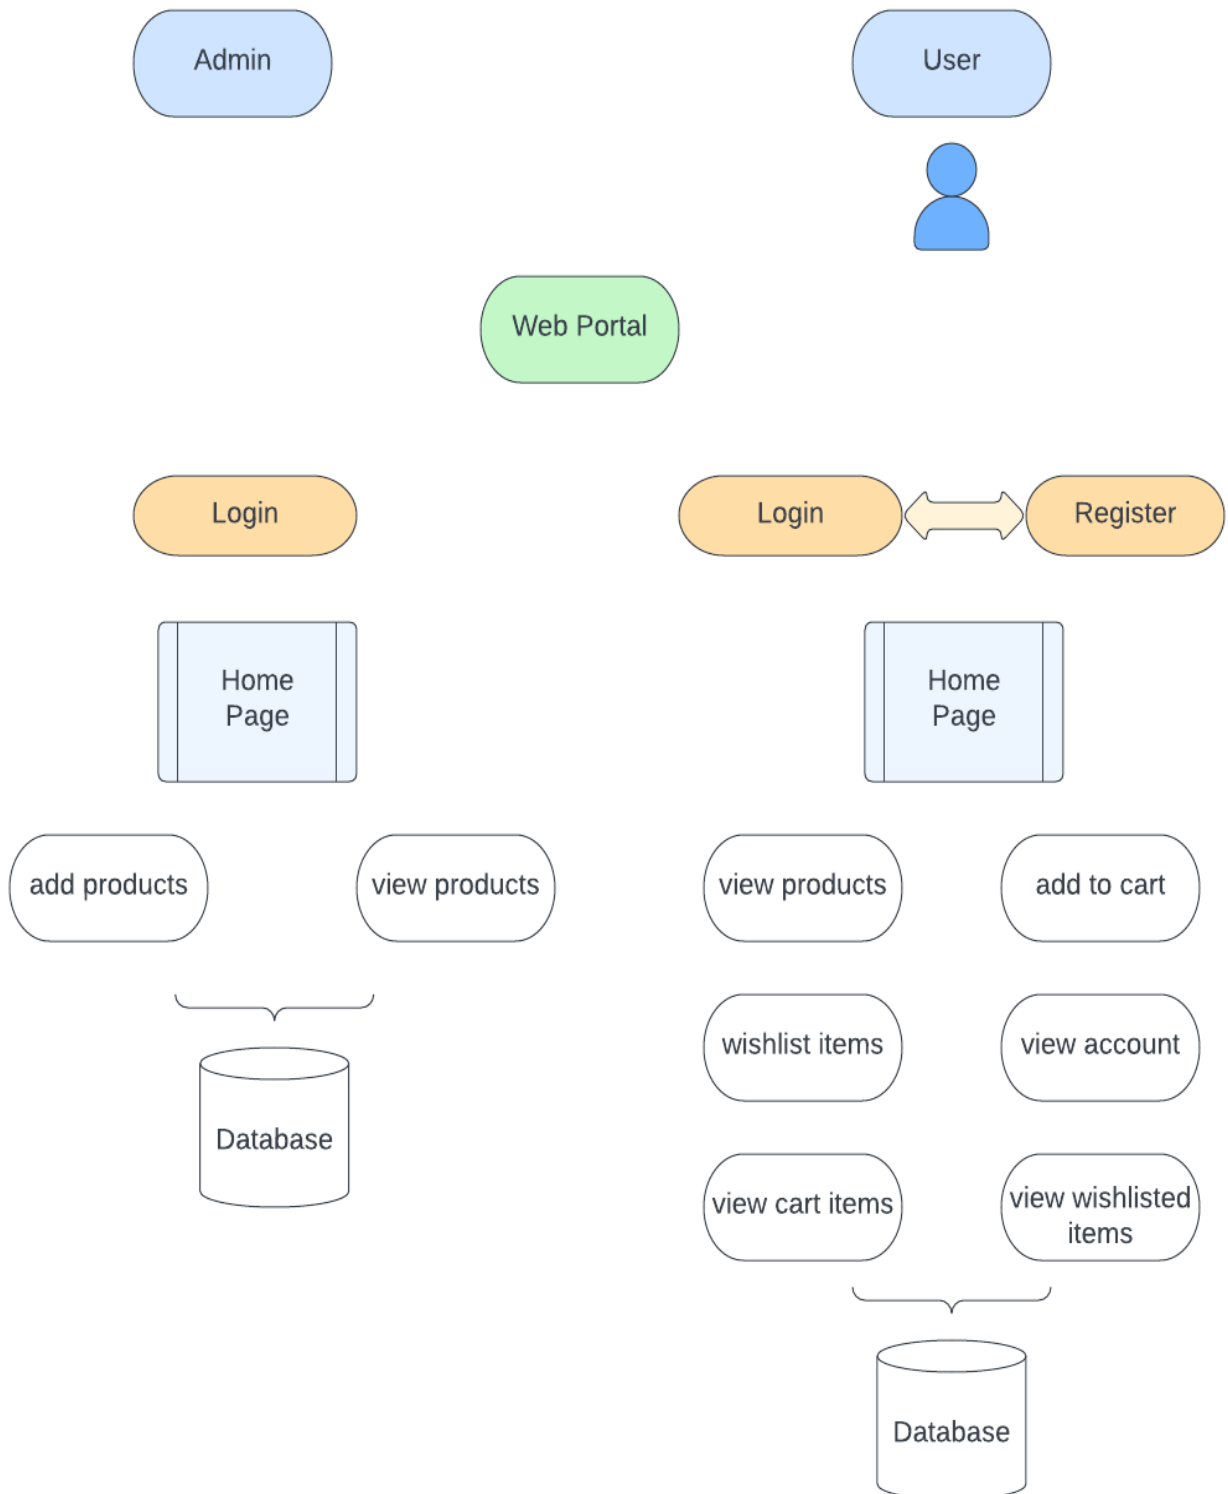 Admin
User
Web Portal
Login
Login
Register
Home
Page
Home
Page
add products
view products
view products
add to cart
wishlist items
view account
Database
view cart items
view wishlisted
items
Database